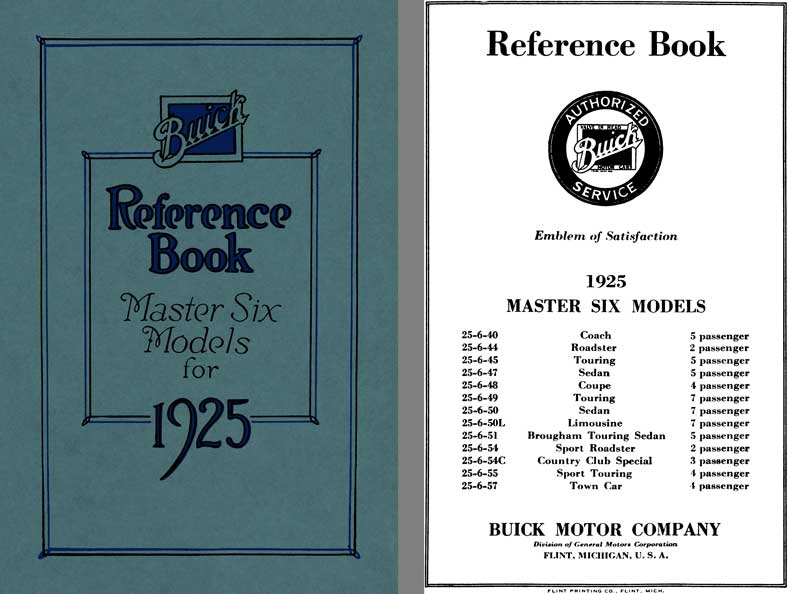 Buick
Reference
Book
Master Six
Models
for
1925
Reference Book
AUTHORIZED
VALVE IN HEAD
Buick
MOTOR CARS
SERVICE
Emblem of Satisfaction
1925
MASTER SIX MODELS
25-6-40 Coach 5 passenger
25-6-44 Roadster 2 passenger
25-6-45 Touring 5 passenger
25-6-47 Sedan 5 passenger
25-6-48 Coupe 4 passenger
25-6-49 Touring 7 passenger
25-6-50 Sedan 7 passenger
25-6-50L Limousine 7 passenger
25-6-51 Brougham Touring Sedan 5 passenger
25-6-54 Sport Roadster 2 passenger
25-6-54C Country Club Special 3 passenger
25-6-55 Sport Touring 4 passenger
25-6-57 Town Car 4 passenger
BUICK MOTOR COMPANY
Division of General Motors Corporation
FLINT, MICHIGAN, U. S. A.
FLINT PRINTING CO., FLINT, MICH.